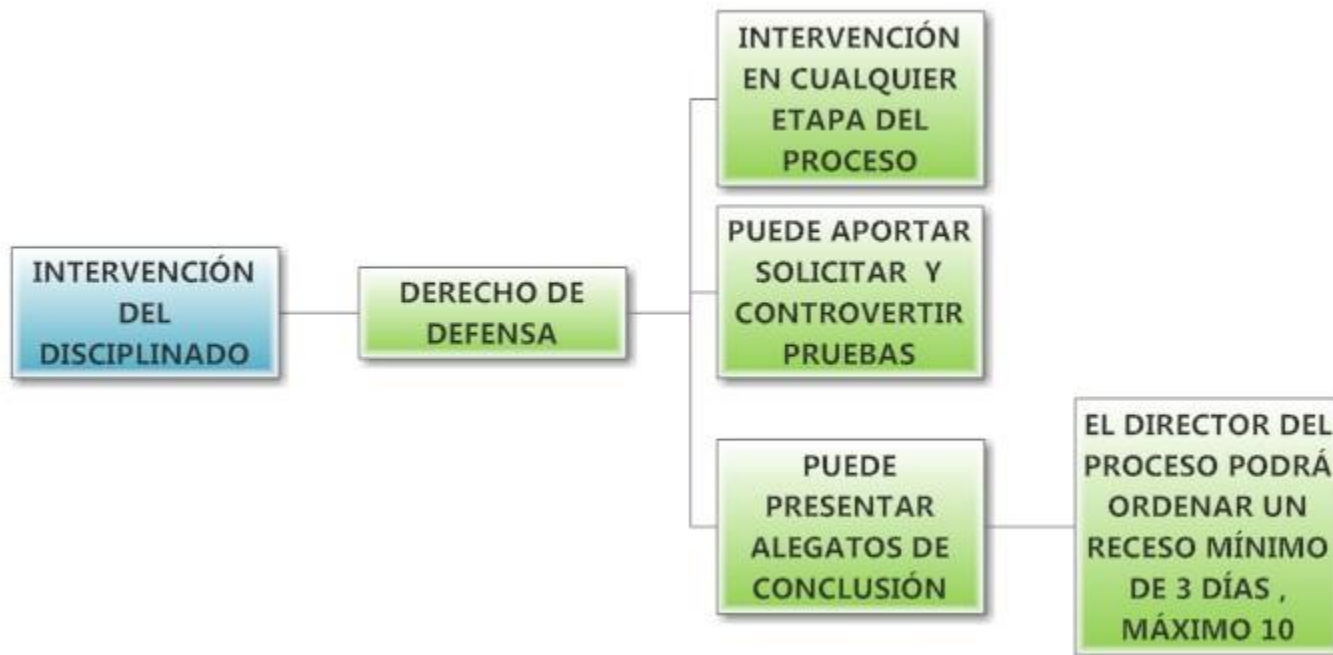 INTERVENCIÓN
DEL
DISCIPLINADO
DERECHO DE
DEFENSA
INTERVENCIÓN
EN CUALQUIER
ETAPA DEL
PROCESO
PUEDE APORTAR
SOLICITAR Y
CONTROVERTIR
PRUEBAS
PUEDE
PRESENTAR
ALEGATOS DE
CONCLUSIÓN
EL DIRECTOR DEL
PROCESO PODRÁ
ORDENAR UN
RECESO MÍNIMO
DE 3 DÍAS ,
MÁXIMO 10